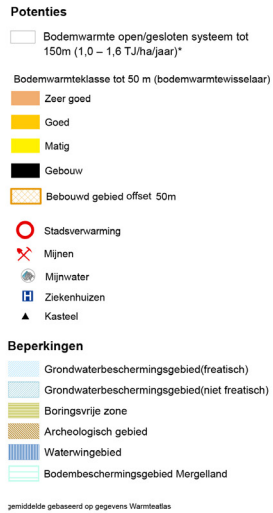 Potenties
Bodemwarmte open/gesloten systeem tot
150m (1,0 – 1,6 TJ/ha/jaar)*
Bodemwarmteklasse tot 50 m (bodemwarmtewisselaar)
Zeer goed
Goed
Matig
Gebouw
Bebouwd gebied offset 50m
Stadsverwarming
Mijnen
Mijnwater
H Ziekenhuizen
Kasteel
Beperkingen
Grondwaterbeschermingsgebied(freatisch)
Grondwaterbeschermingsgebied(niet freatisch)
Boringsvrije zone
Archeologisch gebied
Waterwingebied
Bodembeschermingsgebied Mergelland
gemiddelde gebaseerd op gegevens Warmteatlas